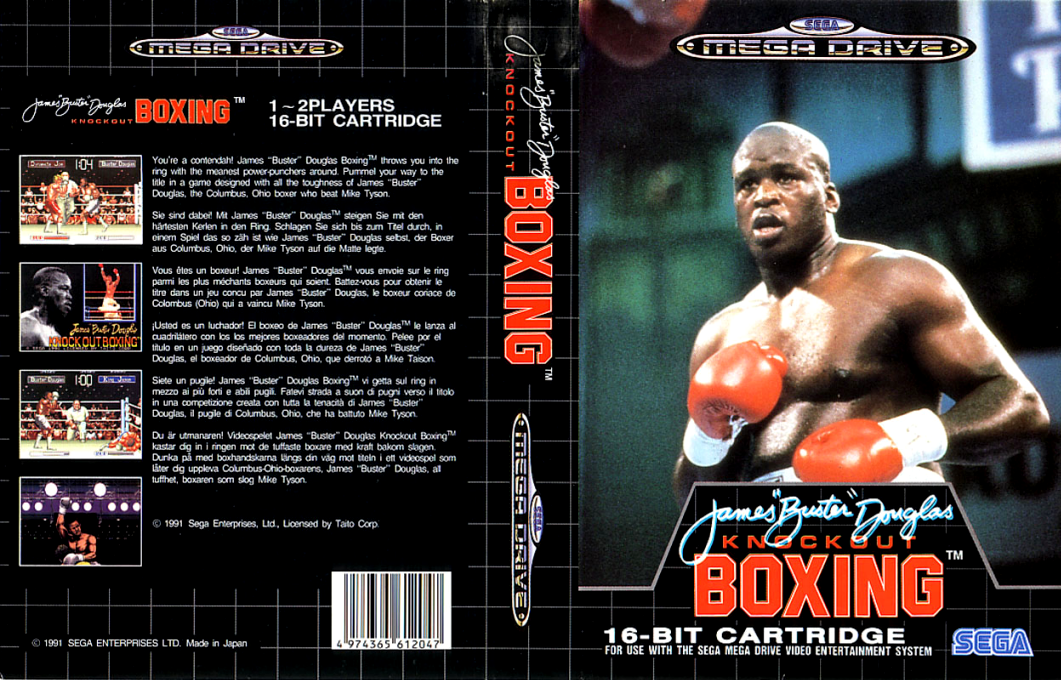 SEGA
MEGA DRIVE
James "Buster" Douglas
KNOCKOUT
BOXING™
1~2PLAYERS
16-BIT CARTRIDGE
You're a contendah! James "Buster" Douglas Boxing™ throws you into the
ring with the meanest power-punchers around. Pummel your way to the
title in a game designed with all the toughness of James "Buster"
Douglas, the Columbus, Ohio boxer who beat Mike Tyson.
Sie sind dabei! Mit James "Buster" Douglas™ steigen Sie mit den
härtesten Kerlen in den Ring. Schlagen Sie sich bis zum Titel durch, in
einem Spiel das so zäh ist wie James "Buster" Douglas selbst, der Boxer
aus Columbus, Ohio, der Mike Tyson auf die Matte legte.
Vous êtes un boxeur! James "Buster" Douglas™ vous envoie sur le ring
parmi les plus méchants boxeurs qui soient. Battez-vous pour obtenir le
titre dans un jeu conçu par James "Buster" Douglas, le boxeur coriace de
Colombus (Ohio) qui a vaincu Mike Tyson.
¡Usted es un luchador! El boxeo de James "Buster" Douglas™ le lanza al
cuadrilátero con los los mejores boxeadores del momento. Pelee por el
título en un juego diseñado con toda la dureza de James "Buster"
Douglas, el boxeador de Columbus, Ohio, que derrotó a Mike Taison.
Siete un pugile! James "Buster" Douglas Boxing™ vi getta sul ring in
mezzo ai più forti e abili pugili. Fatevi strada a suon di pugni verso il titolo
in una competizione creata con tutta la tenacità di James "Buster"
Douglas, il pugile di Columbus, Ohio, che ha battuto Mike Tyson.
Du är utmanaren! Videospelet James "Buster" Douglas Knockout Boxing™
kastar dig in i ringen mot de tuffaste boxare med kraft bakom slagen.
Dunka på med boxhandskarna längs din väg mot titeln i ett videospel som
låter dig uppleva Columbus-Ohio-boxarens, James "Buster" Douglas, all
tuffhet, boxaren som slog Mike Tyson.
© 1991 Sega Enterprises, Ltd., Licensed by Taito Corp.
1:04
Buster Douglas
James Buster Douglas
KNOCKOUT BOXING™
Buster Douglas
1:00
King Jason
4 974365 612047
© 1991 SEGA ENTERPRISES LTD. Made in Japan
James "Buster" Douglas
KNOCKOUT
BOXING™
SEGA
MEGA DRIVE
SEGA
MEGA DRIVE
James "Buster" Douglas
KNOCKOUT
BOXING™
16-BIT CARTRIDGE
FOR USE WITH THE SEGA MEGA DRIVE VIDEO ENTERTAINMENT SYSTEM
SEGA